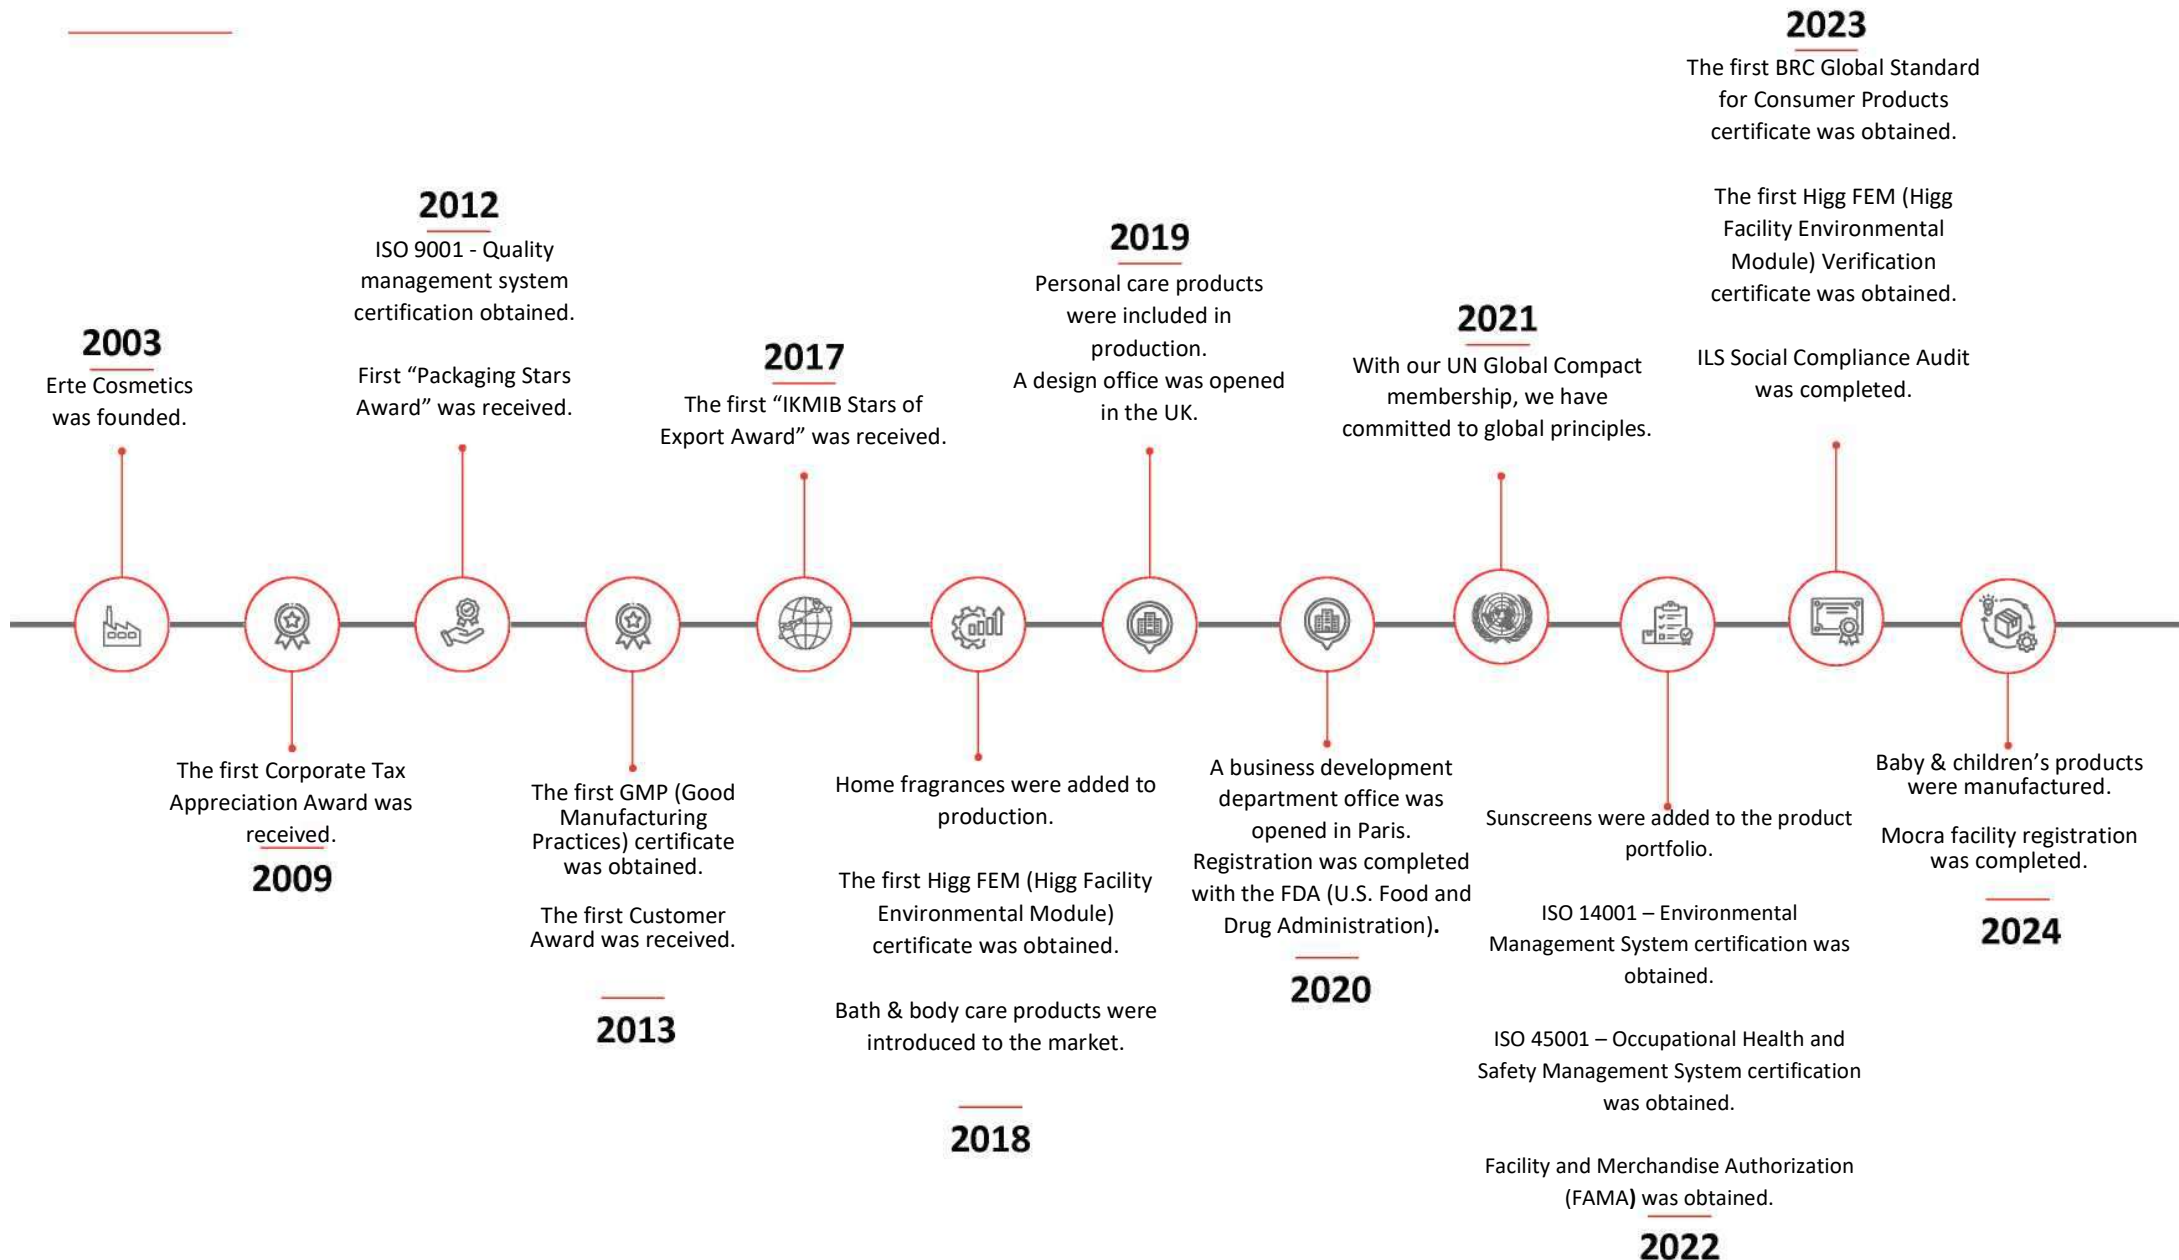 2003
Erte Cosmetics
was founded.
The first Corporate Tax
Appreciation Award was
received.
2009
2012
ISO 9001 - Quality
management system
certification obtained.
First “Packaging Stars
Award” was received.
The first GMP (Good
Manufacturing
Practices) certificate
was obtained.
The first Customer
Award was received.
2013
2017
The first “IKMIB Stars of
Export Award” was received.
Home fragrances were added to
production.
The first Higg FEM (Higg Facility
Environmental Module)
certificate was obtained.
Bath & body care products were
introduced to the market.
2018
2019
Personal care products
were included in
production.
A design office was opened
in the UK.
A business development
department office was
opened in Paris.
Registration was completed
with the FDA (U.S. Food and
Drug Administration).
2020
2021
With our UN Global Compact
membership, we have
committed to global principles.
Sunscreens were added to the product
portfolio.
ISO 14001 – Environmental
Management System certification was
obtained.
ISO 45001 – Occupational Health and
Safety Management System certification
was obtained.
Facility and Merchandise Authorization
(FAMA) was obtained.
2022
2023
The first BRC Global Standard
for Consumer Products
certificate was obtained.
The first Higg FEM (Higg
Facility Environmental
Module) Verification
certificate was obtained.
ILS Social Compliance Audit
was completed.
Baby & children’s products
were manufactured.
Mocra facility registration
was completed.
2024